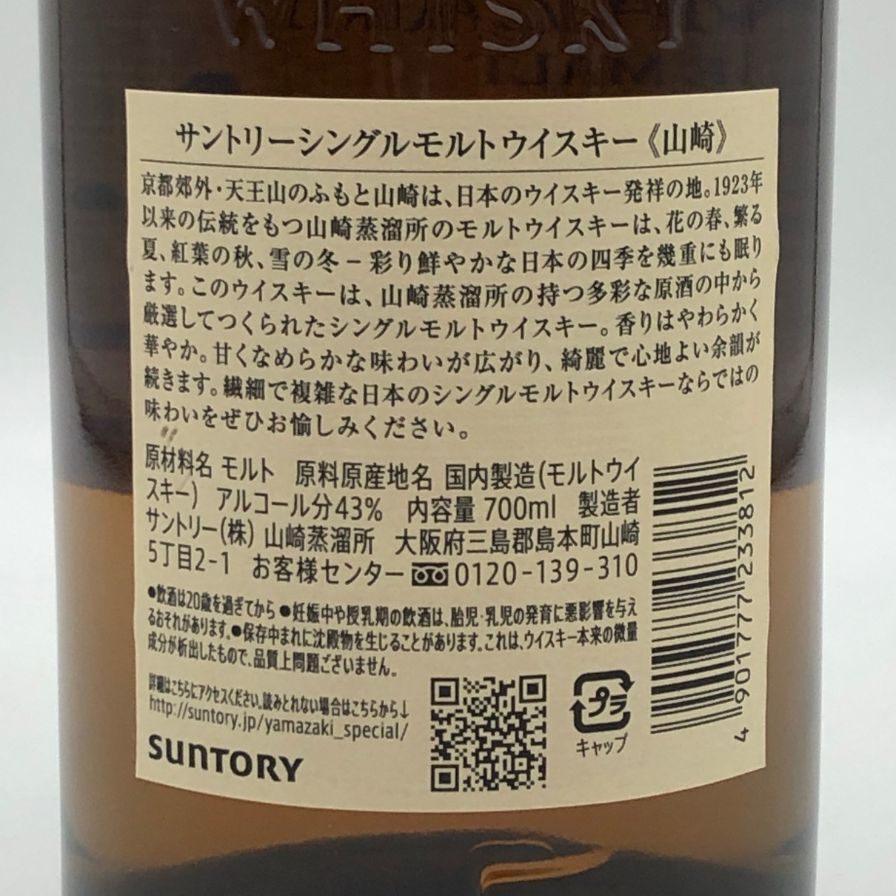 WHISKY
サントリーシングルモルトウイスキー《山崎》
京都郊外・天王山のふもと山崎は、日本のウイスキー発祥の地。1923年
以来の伝統をもつ山崎蒸溜所のモルトウイスキーは、花の春、繁る
夏、紅葉の秋、雪の冬－彩り鮮やかな日本の四季を幾重にも眠り
ます。このウイスキーは、山崎蒸溜所の持つ多彩な原酒の中から
厳選してつくられたシングルモルトウイスキー。香りはやわらかく
華やか。甘くなめらかな味わいが広がり、綺麗で心地よい余韻が
続きます。繊細で複雑な日本のシングルモルトウイスキーならではの
味わいをぜひお愉しみください。
原材料名 モルト 原料原産地名 国内製造(モルトウイ
スキー) アルコール分43% 内容量 700ml 製造者
サントリー(株) 山崎蒸溜所 大阪府三島郡島本町山崎
5丁目2-1 お客様センター 0120-139-310
●飲酒は20歳を過ぎてから●妊娠中や授乳期の飲酒は、胎児・乳児の発育に悪影響を与え
るおそれがあります。●保存中まれに沈殿物を生じることがあります。これは、ウイスキー本来の微量
成分が析出したもので、品質上問題ございません。
詳細はこちらにアクセスください。読みとれない場合はこちらから↓
http://suntory.jp/yamazaki_special/
SUNTORY
プラ
キャップ
4 901777 233812